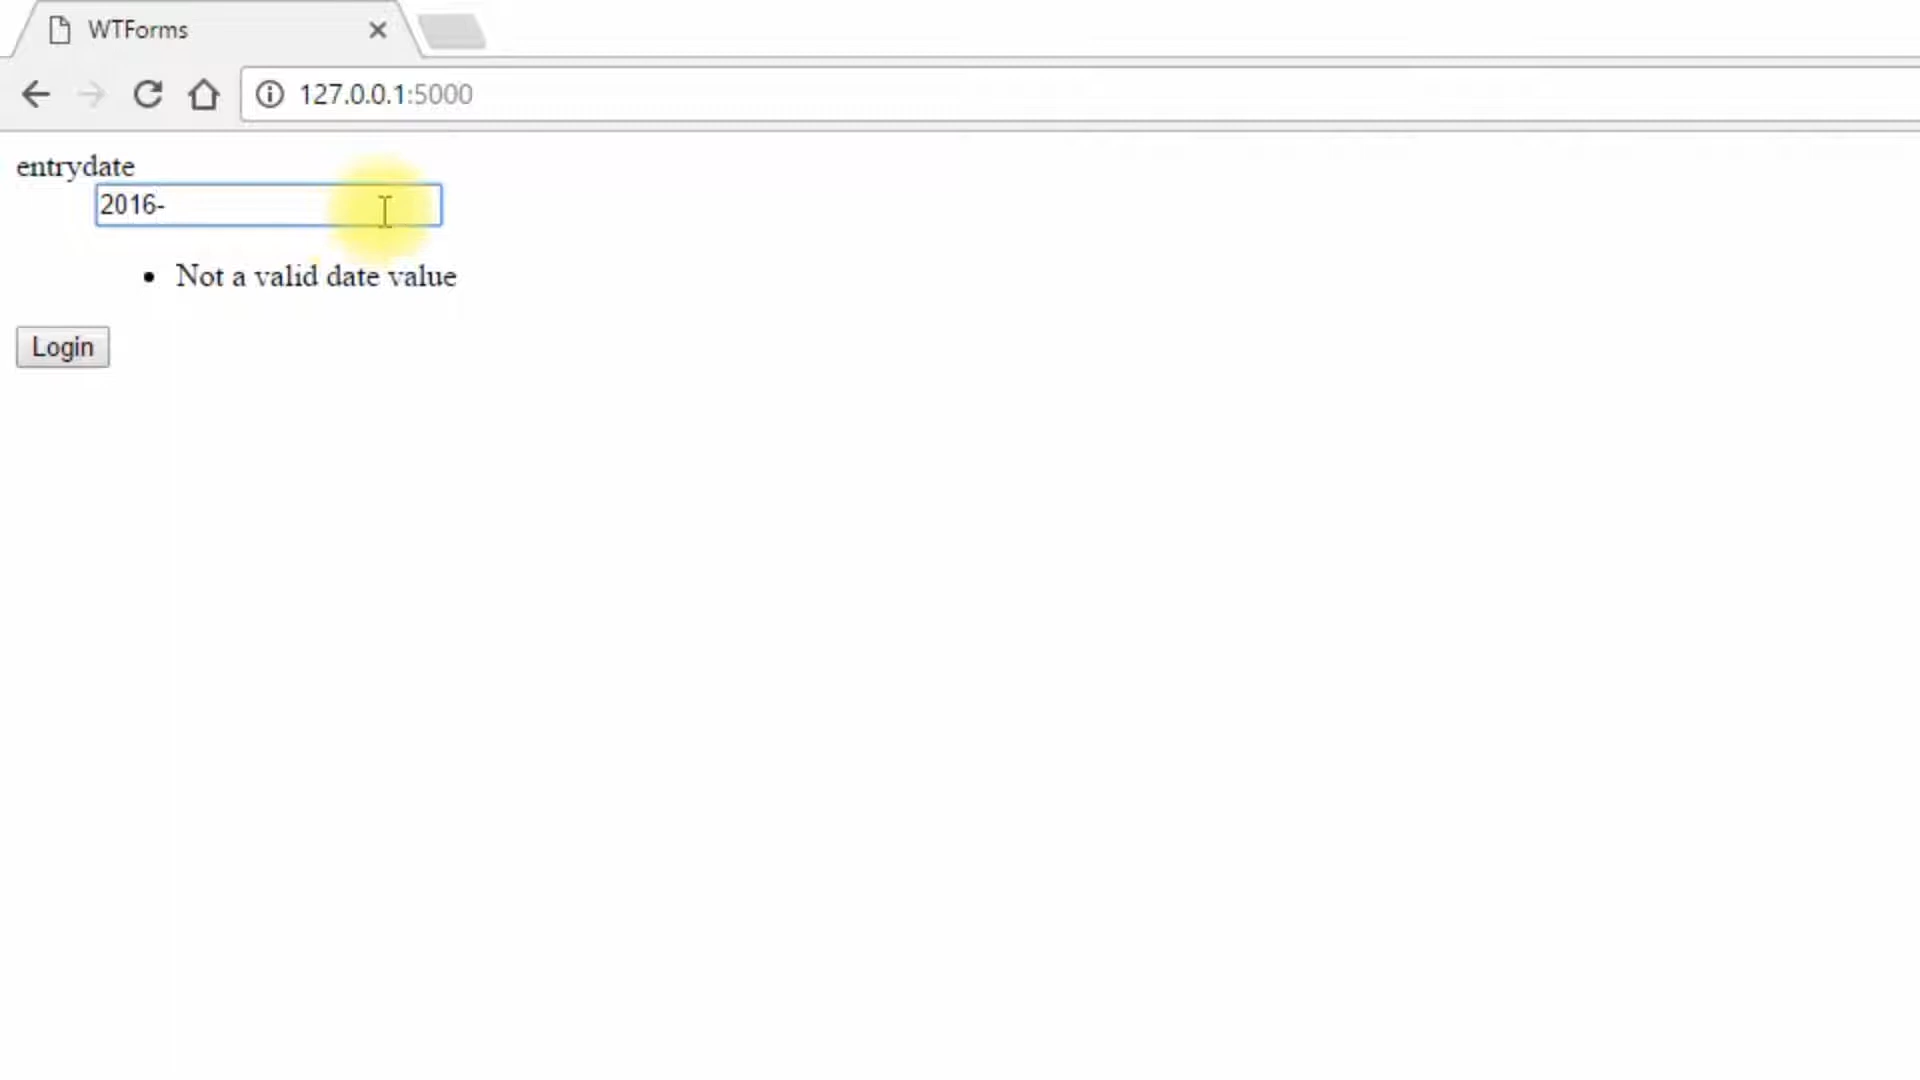 WTForms
127.0.0.1:5000
entrydate
2016-
Not a valid date value
Login